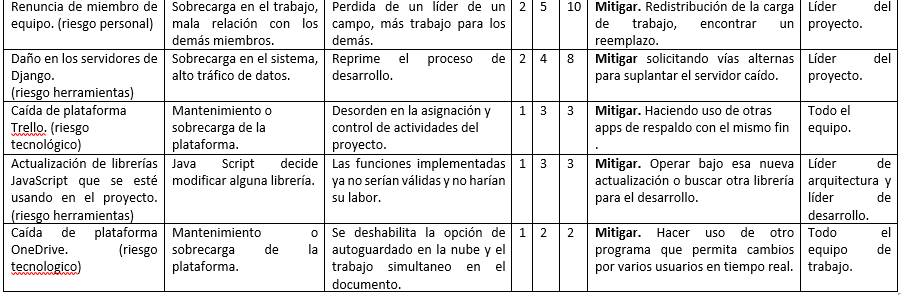 Renuncia de miembro de
equipo. (riesgo personal)
Sobrecarga en el trabajo,
mala relación con los
demás miembros.
Perdida de un líder de un
campo, más trabajo para los
demás.
2
5
10
Mitigar. Redistribución de la carga
de trabajo, encontrar un
reemplazo.
Líder del
proyecto.
Daño en los servidores de
Django.
(riesgo herramientas)
Sobrecarga en el sistema,
alto tráfico de datos.
Reprime el proceso de
desarrollo.
2
4
8
Mitigar solicitando vías alternas
para suplantar el servidor caído.
Líder del
proyecto.
Caída de plataforma
Trello. (riesgo
tecnológico)
Mantenimiento o
sobrecarga de la
plataforma.
Desorden en la asignación y
control de actividades del
proyecto.
1
3
3
Mitigar. Haciendo uso de otras
apps de respaldo con el mismo fin
.
Todo el
equipo.
Actualización de librerías
JavaScript que se esté
usando en el proyecto.
(riesgo herramientas)
Java Script decide
modificar alguna librería.
Las funciones implementadas
ya no serían válidas y no harían
su labor.
1
3
3
Mitigar. Operar bajo esa nueva
actualización o buscar otra librería
para el desarrollo.
Líder de
arquitectura y
líder de
desarrollo.
Caída de plataforma
OneDrive. (riesgo
tecnologico)
Mantenimiento o
sobrecarga de la
plataforma.
Se deshabilita la opción de
autoguardado en la nube y el
trabajo simultaneo en el
documento.
1
2
2
Mitigar. Hacer uso de otro
programa que permita cambios
por varios usuarios en tiempo real.
Todo el
equipo de
trabajo.